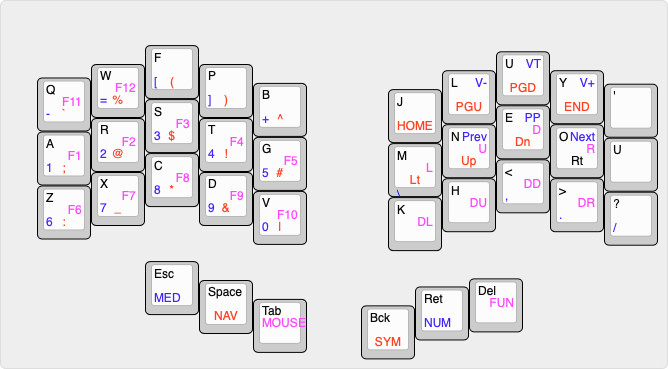 Q
F11
- `
W
F12
= %
F
[ (
P
] )
B
+ ^
J
HOME
L V-
PGU
U VT
PGD
Y V+
END
'
A
F1
1 ;
R
F2
2 @
S
F3
3 $
T
F4
4 !
G
F5
5 #
M
L
Lt
\
N Prev
U
Up
E PP
D
Dn
O Next
R
Rt
U
Z
F6
6 :
X
F7
7 _
C
F8
8 *
D
F9
9 &
V
F10
0 |
K
DL
H
DU
<
DD
,
>
DR
.
?
/
Esc
MED
Space
NAV
Tab
MOUSE
Bck
SYM
Ret
NUM
Del
FUN